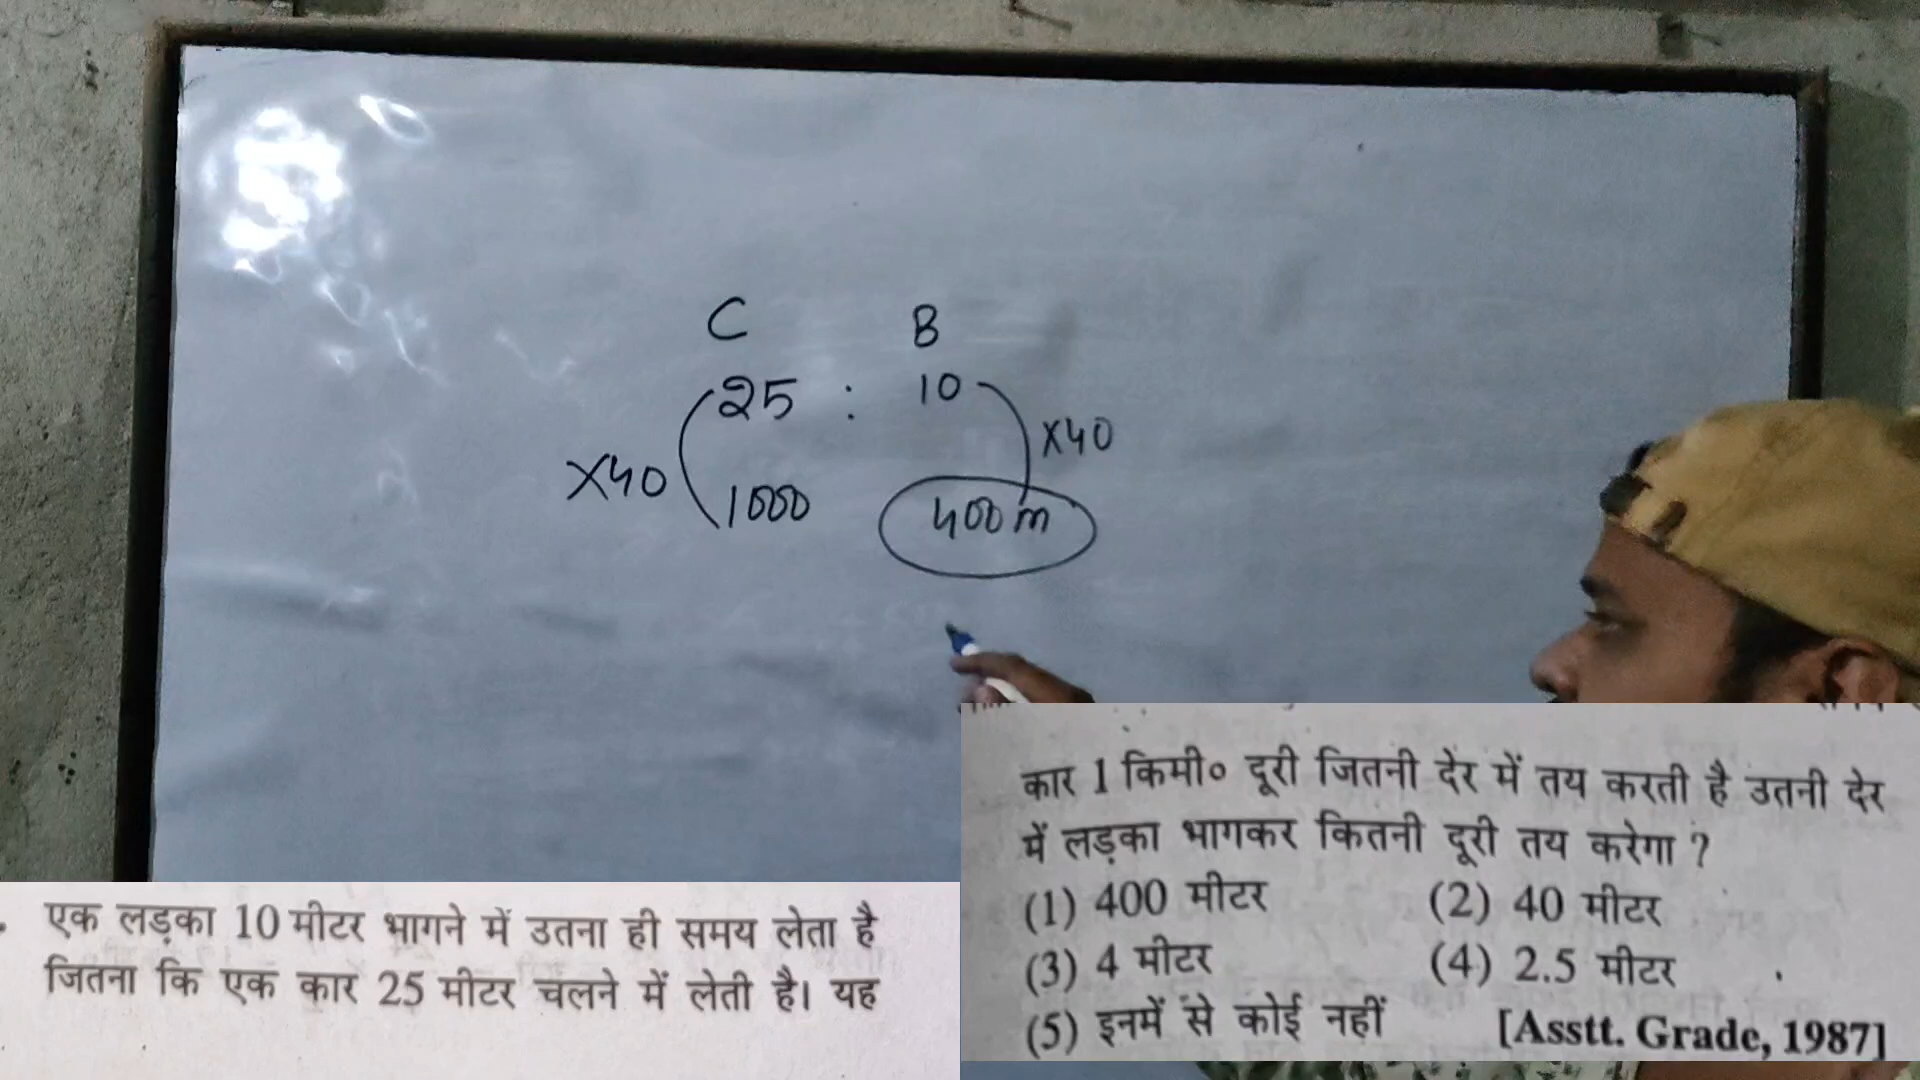 C B
25 : 10
×40 ×40
1000 400m
एक लड़का 10 मीटर भागने में उतना ही समय लेता है
जितना कि एक कार 25 मीटर चलने में लेती है। यह
कार 1 किमी० दूरी जितनी देर में तय करती है उतनी देर
में लड़का भागकर कितनी दूरी तय करेगा ?
(1) 400 मीटर (2) 40 मीटर
(3) 4 मीटर (4) 2.5 मीटर
(5) इनमें से कोई नहीं [Asstt. Grade, 1987]